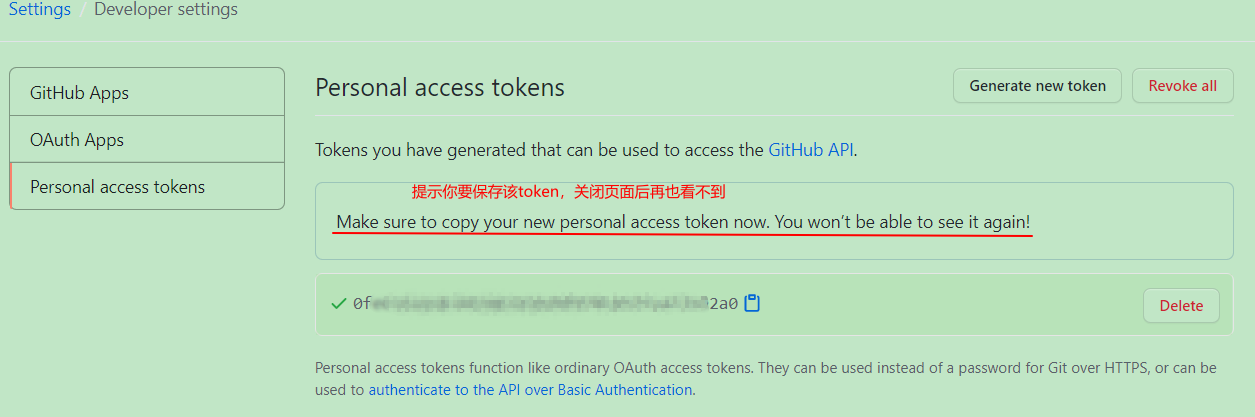 Settings / Developer settings
GitHub Apps
OAuth Apps
Personal access tokens
Personal access tokens
Generate new token
Revoke all
Tokens you have generated that can be used to access the GitHub API.
提示你要保存该token，关闭页面后再也看不到
Make sure to copy your new personal access token now. You won’t be able to see it again!
0f
2a0
Delete
Personal access tokens function like ordinary OAuth access tokens. They can be used instead of a password for Git over HTTPS, or can be
used to authenticate to the API over Basic Authentication.